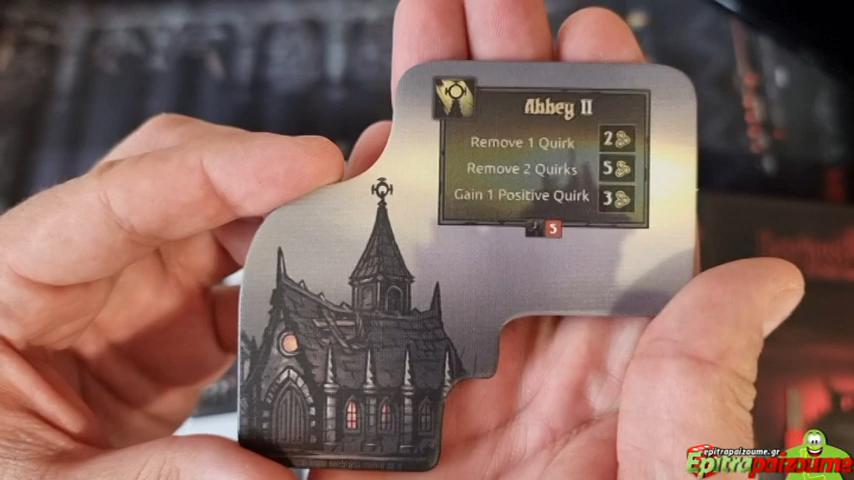 Abbey II
Remove 1 Quirk 2
Remove 2 Quirks 5
Gain 1 Positive Quirk 3
5
epitrapaizoume.gr
Epitrapaizoume